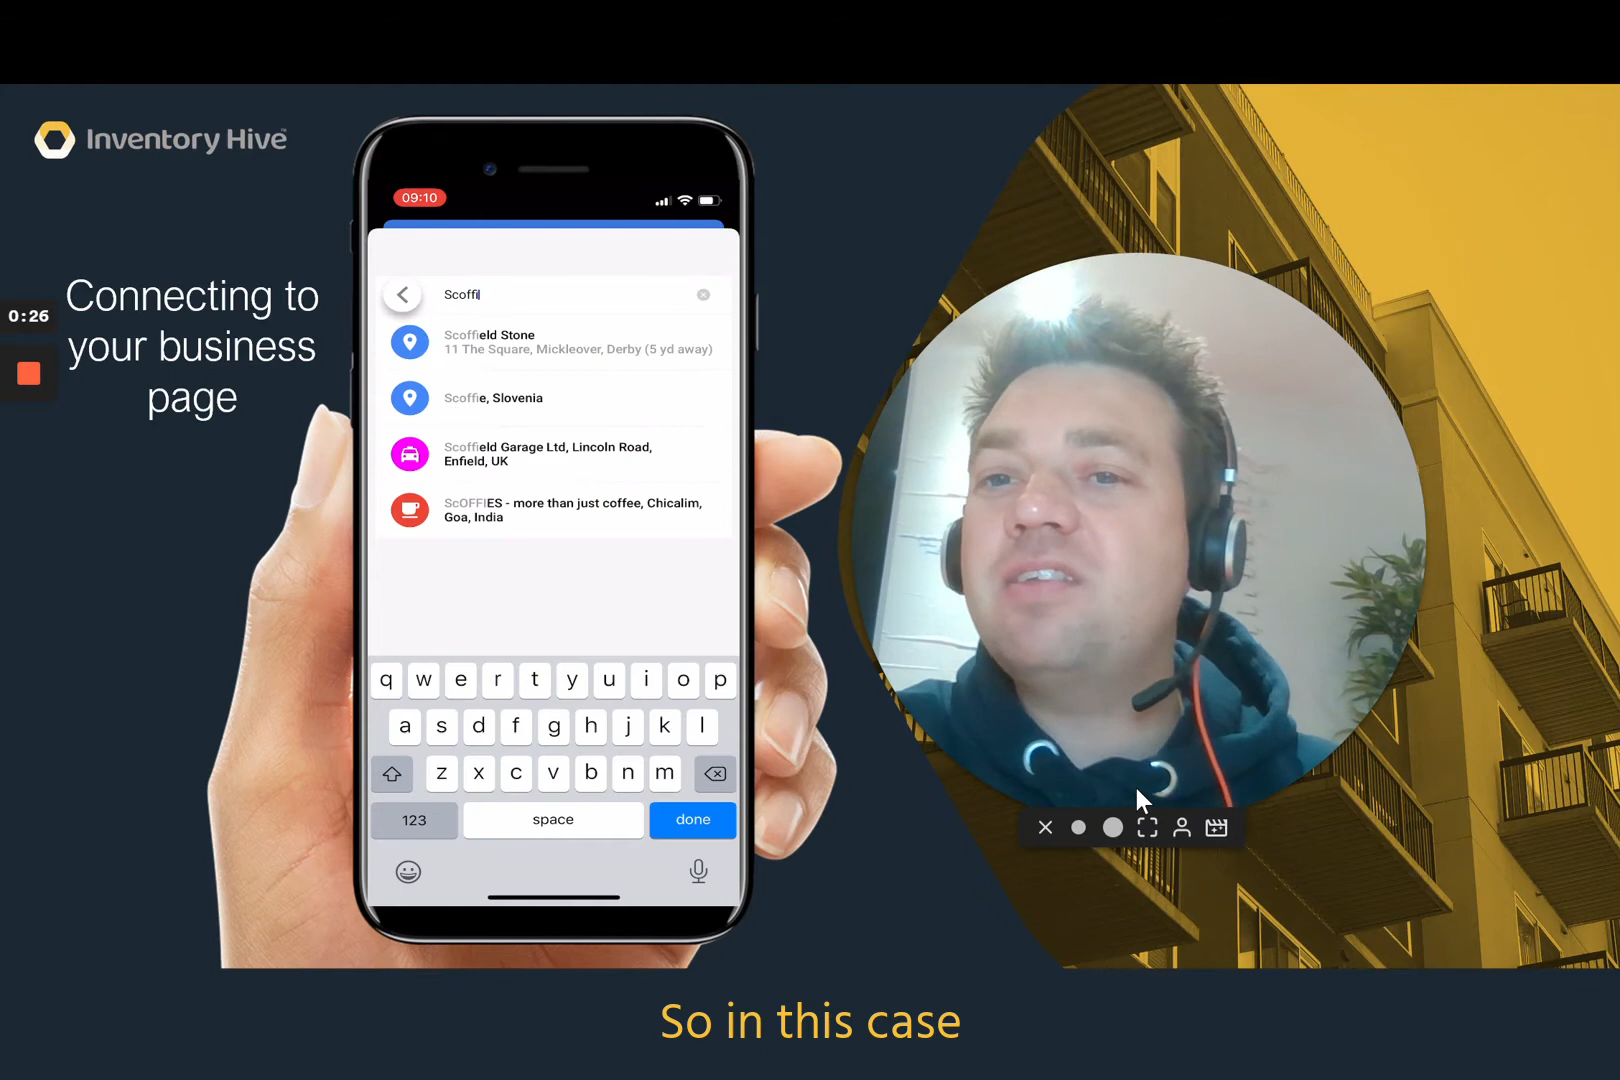 Inventory Hive™
Connecting to
your business
page
0:26
09:10
Scoffi
Scoffield Stone
11 The Square, Mickleover, Derby (5 yd away)
Scoffie, Slovenia
Scoffield Garage Ltd, Lincoln Road,
Enfield, UK
ScOFFIES - more than just coffee, Chicalim,
Goa, India
q w e r t y u i o p
a s d f g h j k l
z x c v b n m
123 space done
So in this case